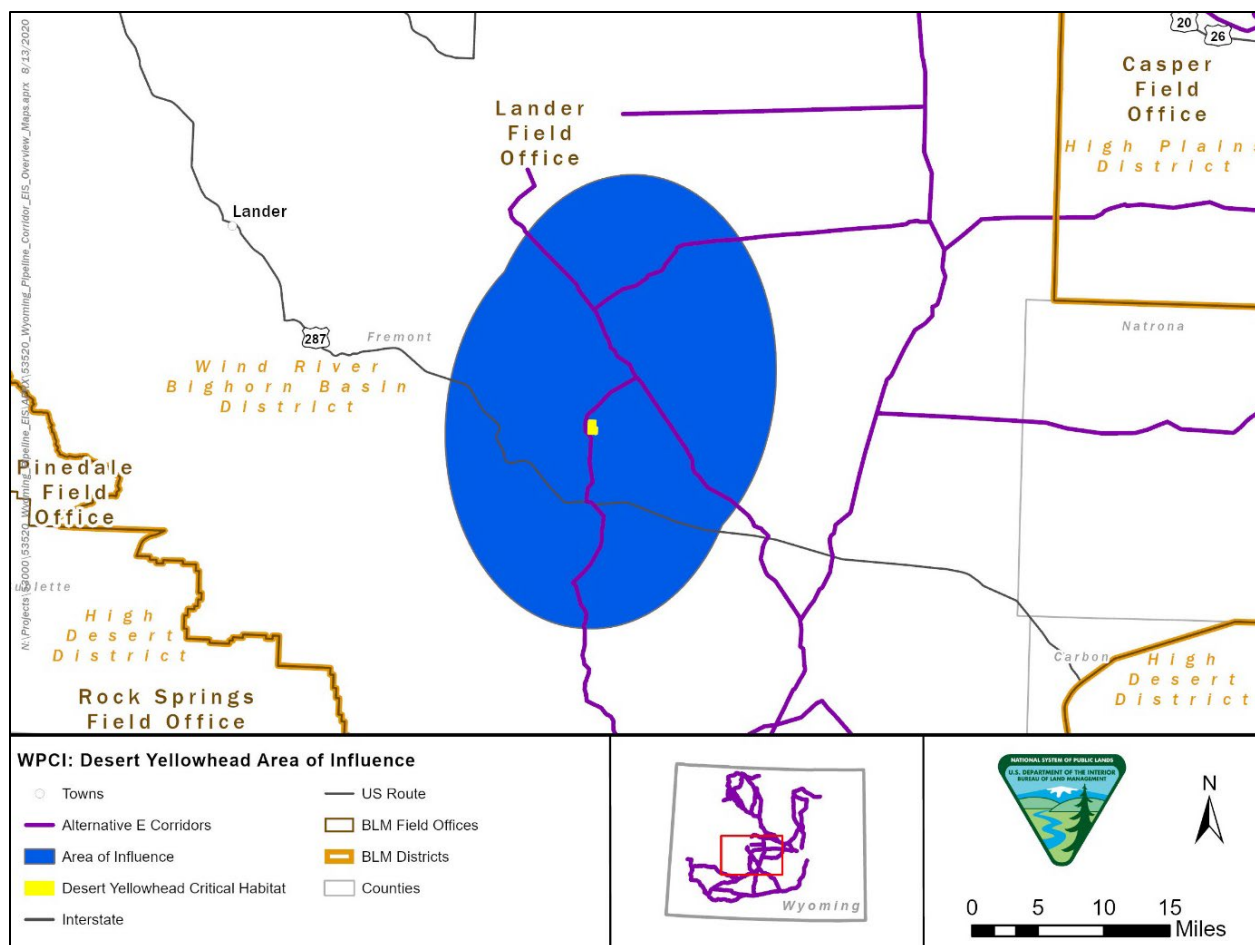 N:\Projects\53000\53520_Wyoming_Pipeline_EIS\APRX\53520_Wyoming_Pipeline_Corridor_EIS_Overview_Maps.aprx 8/13/2020
20
26
Casper
Field
Office
High Plains
District
Lander
Field
Office
Lander
287
Fremont
Natrona
Wind River
Bighorn Basin
District
Pinedale
Field
Office
ublette
High
Desert
District
Rock Springs
Field Office
Carbon
High
Desert
District
WPCI: Desert Yellowhead Area of Influence
Towns
Alternative E Corridors
Area of Influence
Desert Yellowhead Critical Habitat
Interstate
US Route
BLM Field Offices
BLM Districts
Counties
Wyoming
NATIONAL SYSTEM OF PUBLIC LANDS
U.S. DEPARTMENT OF THE INTERIOR
BUREAU OF LAND MANAGEMENT
N
0 5 10 15
Miles